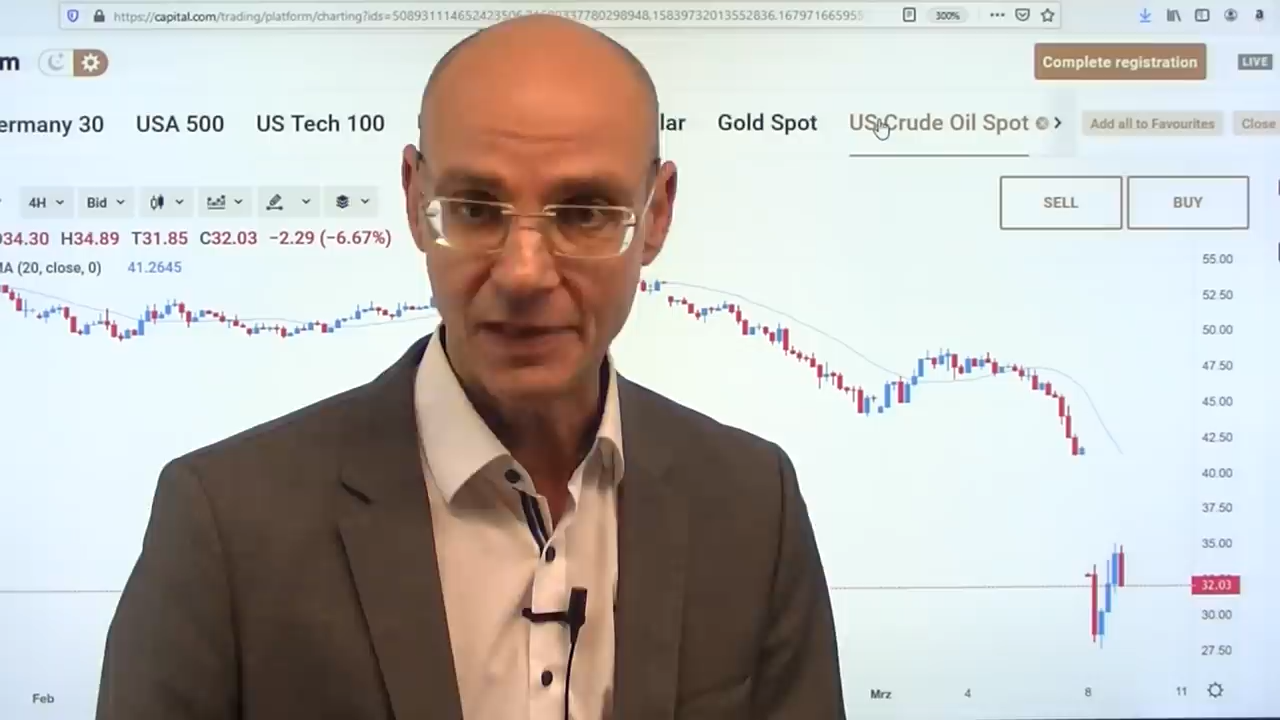 https://capital.com/trading/platform/charting?ids=
300%
m
Complete registration
LIVE
ermany 30
USA 500
US Tech 100
lar
Gold Spot
US Crude Oil Spot
Add all to Favourites
Close
4H
Bid
SELL
BUY
34.30 H34.89 T31.85 C32.03 −2.29 (−6.67%)
MA (20, close, 0) 41.2645
55.00
52.50
50.00
47.50
45.00
42.50
40.00
37.50
35.00
32.03
30.00
27.50
Feb
Mrz
4
8
11